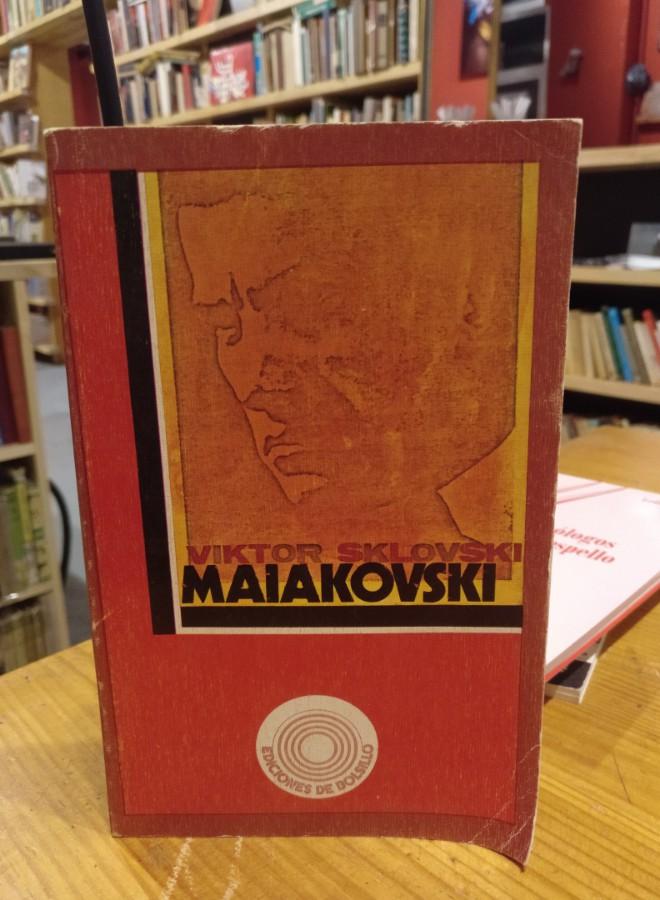 VIKTOR SKLOVSKI
MAIAKOVSKI
EDICIONES DE BOLSILLO